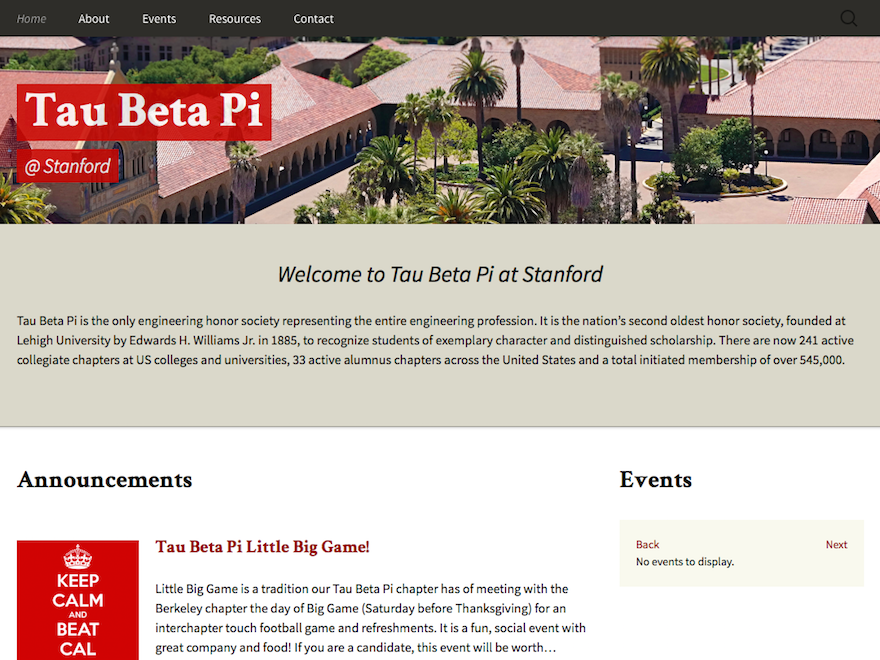 Home About Events Resources Contact
Tau Beta Pi
@ Stanford
Welcome to Tau Beta Pi at Stanford
Tau Beta Pi is the only engineering honor society representing the entire engineering profession. It is the nation’s second oldest honor society, founded at
Lehigh University by Edwards H. Williams Jr. in 1885, to recognize students of exemplary character and distinguished scholarship. There are now 241 active
collegiate chapters at US colleges and universities, 33 active alumnus chapters across the United States and a total initiated membership of over 545,000.
Announcements
KEEP
CALM
AND
BEAT
CAL
Tau Beta Pi Little Big Game!
Little Big Game is a tradition our Tau Beta Pi chapter has of meeting with the
Berkeley chapter the day of Big Game (Saturday before Thanksgiving) for an
interchapter touch football game and refreshments. It is a fun, social event with
great company and food! If you are a candidate, this event will be worth…
Events
Back Next
No events to display.